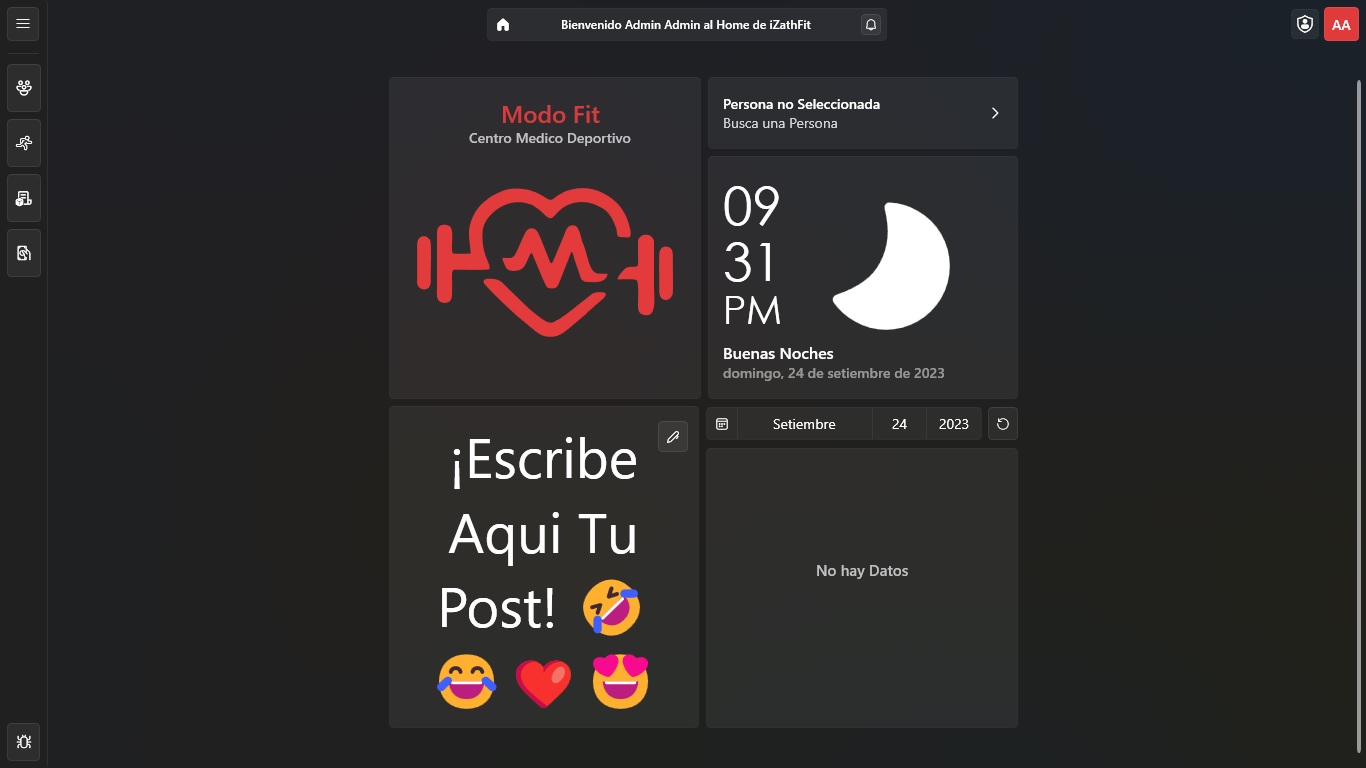 Bienvenido Admin Admin al Home de iZathFit
AA
Modo Fit
Centro Medico Deportivo
Persona no Seleccionada
Busca una Persona
09
31
PM
Buenas Noches
domingo, 24 de setiembre de 2023
¡Escribe
Aqui Tu
Post! 🤣
😂 ❤️ 😍
Setiembre 24 2023
No hay Datos